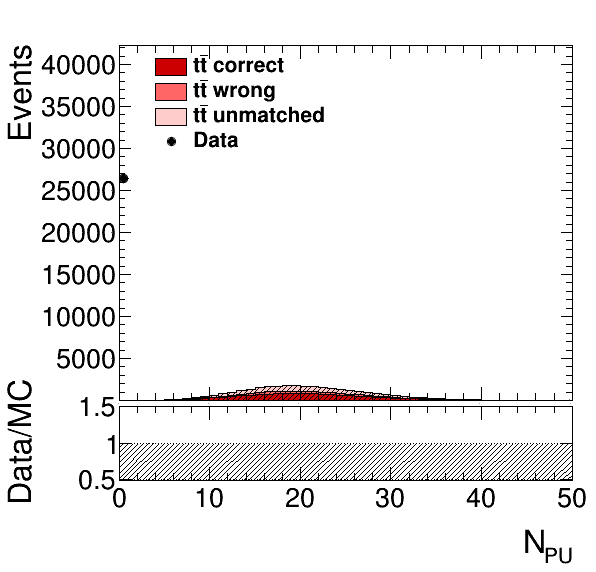 Events
40000
35000
30000
25000
20000
15000
10000
5000
tt̅ correct
tt̅ wrong
tt̅ unmatched
Data
Data/MC
1.5
1
0.5
0 10 20 30 40 50
N_PU